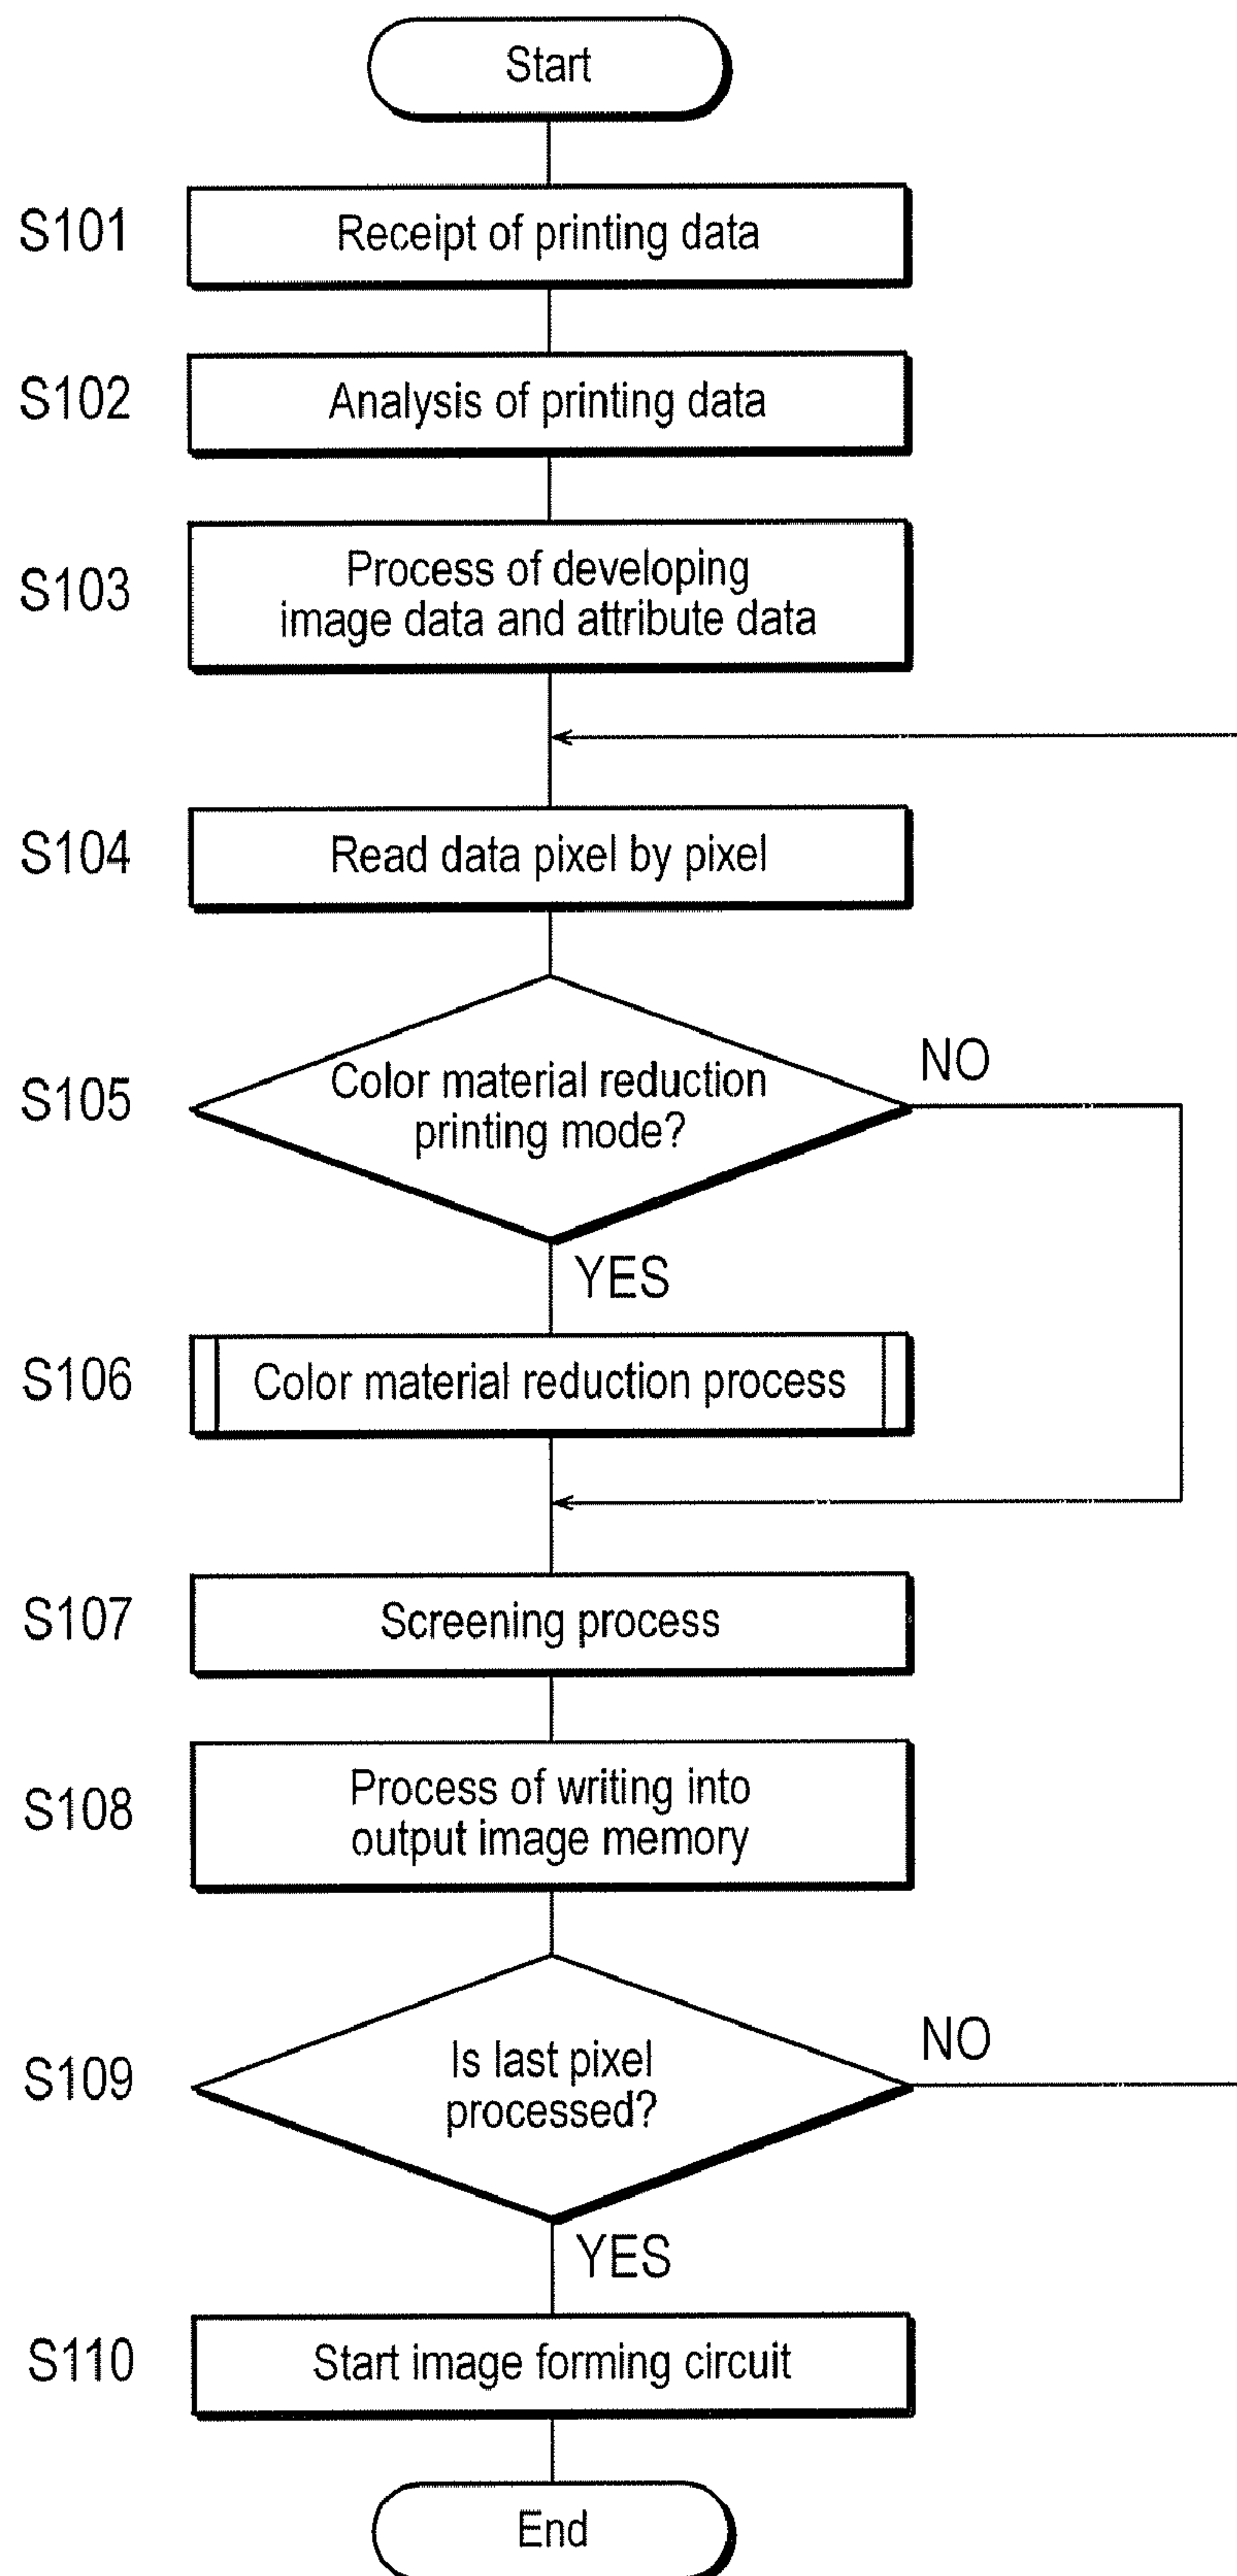 Start
S101
Receipt of printing data
S102
Analysis of printing data
S103
Process of developing
image data and attribute data
S104
Read data pixel by pixel
S105
Color material reduction
printing mode?
NO
YES
S106
Color material reduction process
S107
Screening process
S108
Process of writing into
output image memory
S109
Is last pixel
processed?
NO
YES
S110
Start image forming circuit
End